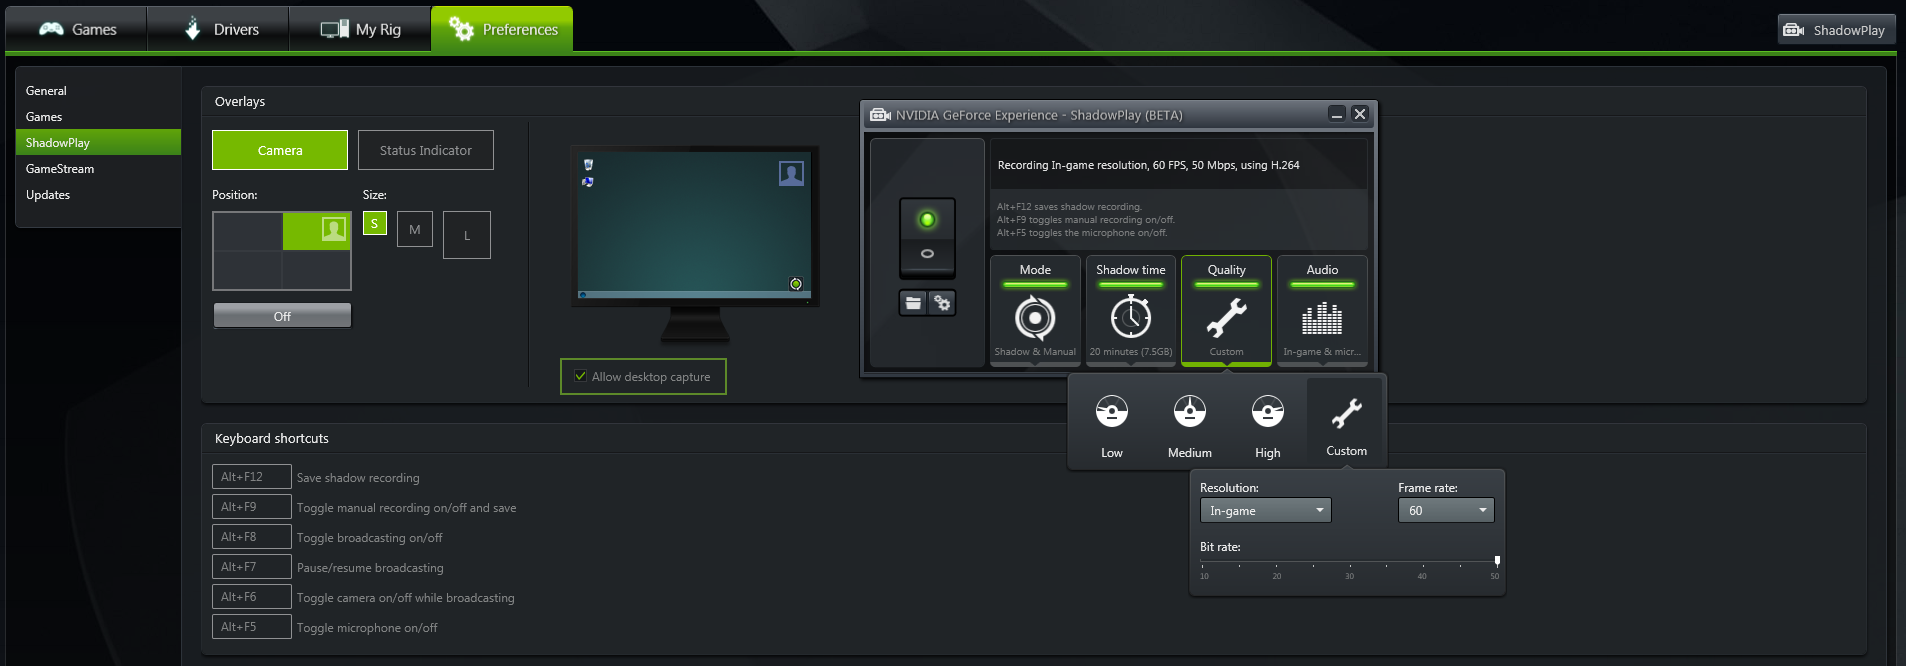 Games
Drivers
My Rig
Preferences
ShadowPlay
General
Games
ShadowPlay
GameStream
Updates
Overlays
Camera
Status Indicator
Position:
Size:
S
M
L
Off
Allow desktop capture
NVIDIA GeForce Experience - ShadowPlay (BETA)
Recording In-game resolution, 60 FPS, 50 Mbps, using H.264
Alt+F12 saves shadow recording.
Alt+F9 toggles manual recording on/off.
Alt+F5 toggles the microphone on/off.
Mode
Shadow & Manual
Shadow time
20 minutes (7.5GB)
Quality
Custom
Audio
In-game & micr...
Low
Medium
High
Custom
Resolution:
In-game
Frame rate:
60
Bit rate:
10 20 30 40 50
Keyboard shortcuts
Alt+F12 Save shadow recording
Alt+F9 Toggle manual recording on/off and save
Alt+F8 Toggle broadcasting on/off
Alt+F7 Pause/resume broadcasting
Alt+F6 Toggle camera on/off while broadcasting
Alt+F5 Toggle microphone on/off